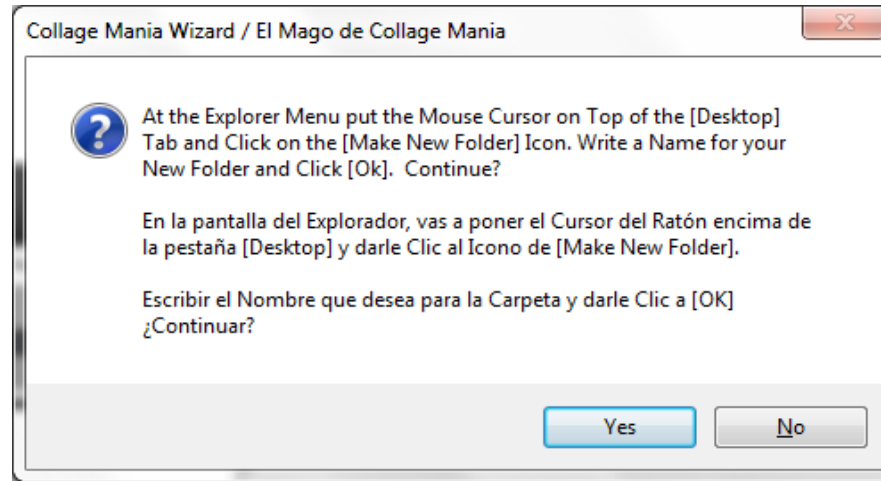 Collage Mania Wizard / El Mago de Collage Mania
At the Explorer Menu put the Mouse Cursor on Top of the [Desktop]
Tab and Click on the [Make New Folder] Icon. Write a Name for your
New Folder and Click [Ok].  Continue?
En la pantalla del Explorador, vas a poner el Cursor del Ratón encima de
la pestaña [Desktop] y darle Clic al Icono de [Make New Folder].
Escribir el Nombre que desea para la Carpeta y darle Clic a [OK]
¿Continuar?
Yes
No